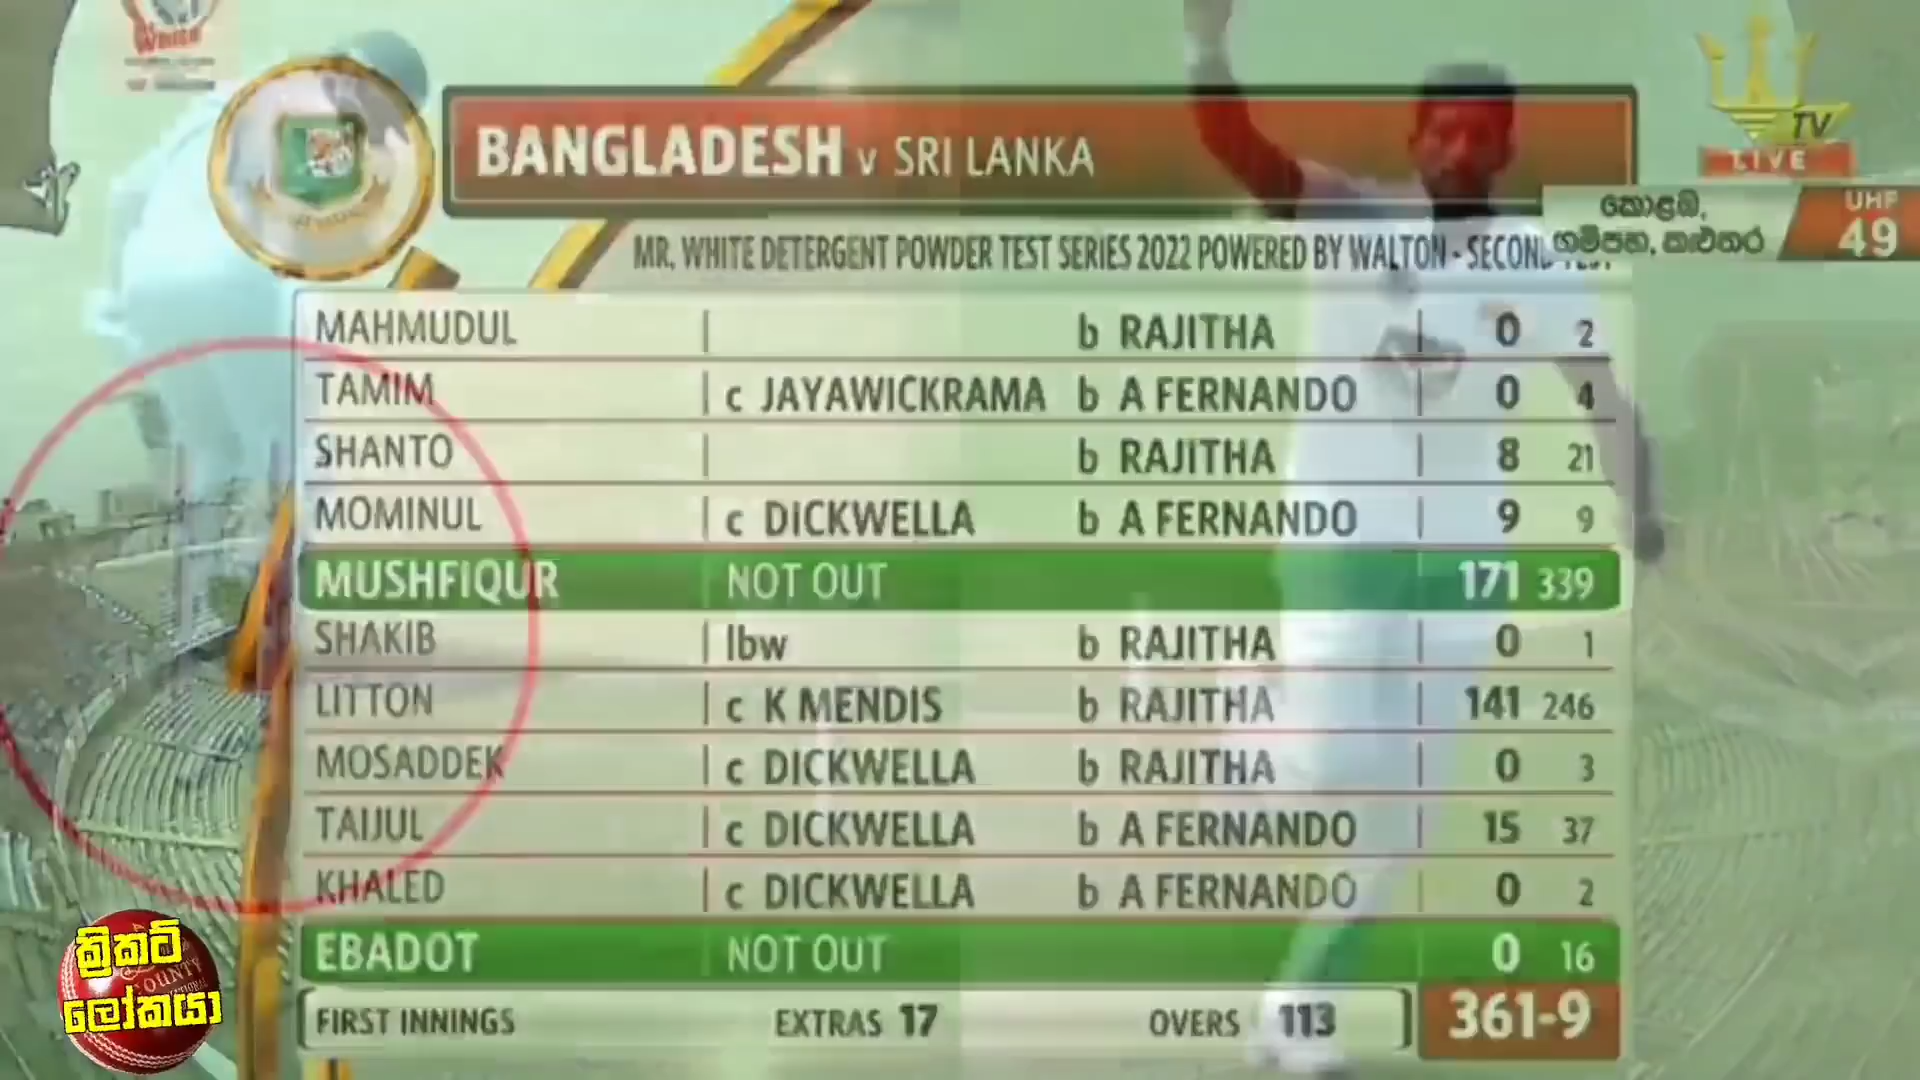 WHITE
TV
LIVE
BANGLADESH v SRI LANKA
කොළඹ,
ගම්පහ, කළුතර
UHF
49
MR. WHITE DETERGENT POWDER TEST SERIES 2022 POWERED BY WALTON - SECOND TEST
MAHMUDUL b RAJITHA 0 2
TAMIM c JAYAWICKRAMA b A FERNANDO 0 4
SHANTO b RAJITHA 8 21
MOMINUL c DICKWELLA b A FERNANDO 9 9
MUSHFIQUR NOT OUT 171 339
SHAKIB lbw b RAJITHA 0 1
LITTON c K MENDIS b RAJITHA 141 246
MOSADDEK c DICKWELLA b RAJITHA 0 3
TAIJUL c DICKWELLA b A FERNANDO 15 37
KHALED c DICKWELLA b A FERNANDO 0 2
EBADOT NOT OUT 0 16
FIRST INNINGS EXTRAS 17 OVERS 113 361-9
ක්‍රිකට්
COUNTY
ලෝකයා